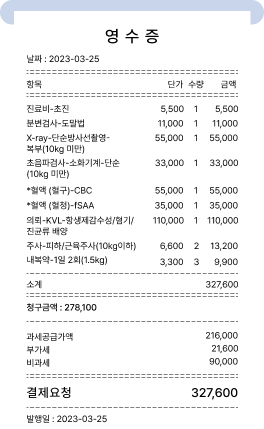 영 수 증
날짜 : 2023-03-25
항목 단가 수량 금액
진료비-초진 5,500 1 5,500
분변검사-도말법 11,000 1 11,000
X-ray-단순방사선촬영- 55,000 1 55,000
복부(10kg 미만)
초음파검사-소화기계-단순 33,000 1 33,000
(10kg 미만)
*혈액 (혈구)-CBC 55,000 1 55,000
*혈액 (혈청)-fSAA 35,000 1 35,000
의뢰-KVL-항생제감수성/혐기/ 110,000 1 110,000
진균류 배양
주사-피하/근육주사(10kg이하) 6,600 2 13,200
내복약-1일 2회(1.5kg) 3,300 3 9,900
소계 327,600
청구금액 : 278,100
과세공급가액 216,000
부가세 21,600
비과세 90,000
결제요청 327,600
발행일 : 2023-03-25